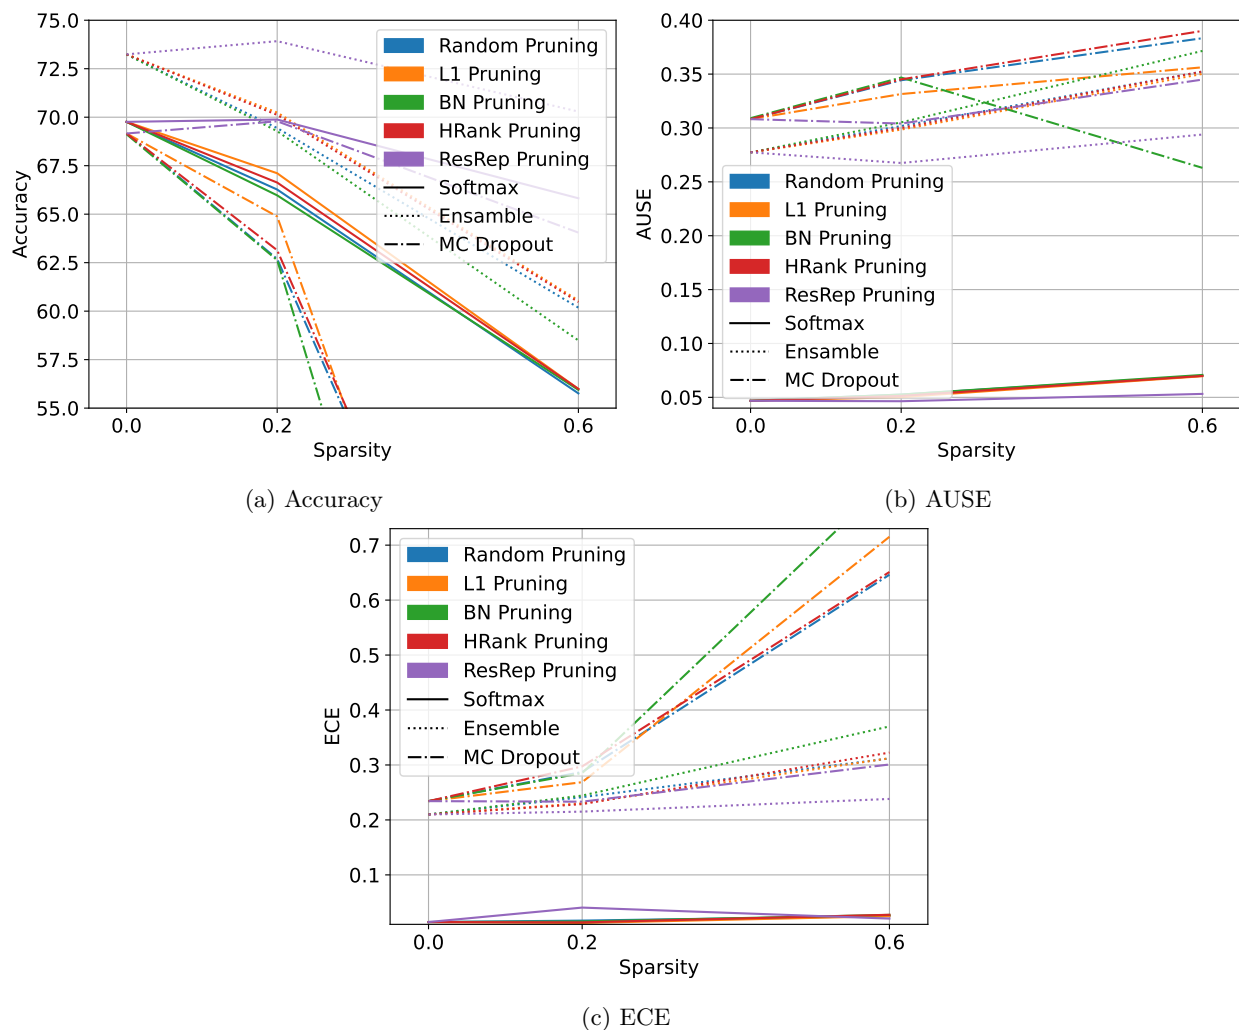 75.0
72.5
70.0
67.5
65.0
62.5
60.0
57.5
55.0
Accuracy
0.0
0.2
0.6
Sparsity
Random Pruning
L1 Pruning
BN Pruning
HRank Pruning
ResRep Pruning
Softmax
Ensamble
MC Dropout
(a) Accuracy
0.40
0.35
0.30
0.25
0.20
0.15
0.10
0.05
AUSE
0.0
0.2
0.6
Sparsity
Random Pruning
L1 Pruning
BN Pruning
HRank Pruning
ResRep Pruning
Softmax
Ensamble
MC Dropout
(b) AUSE
0.7
0.6
0.5
0.4
0.3
0.2
0.1
ECE
0.0
0.2
0.6
Sparsity
Random Pruning
L1 Pruning
BN Pruning
HRank Pruning
ResRep Pruning
Softmax
Ensemble
MC Dropout
(c) ECE